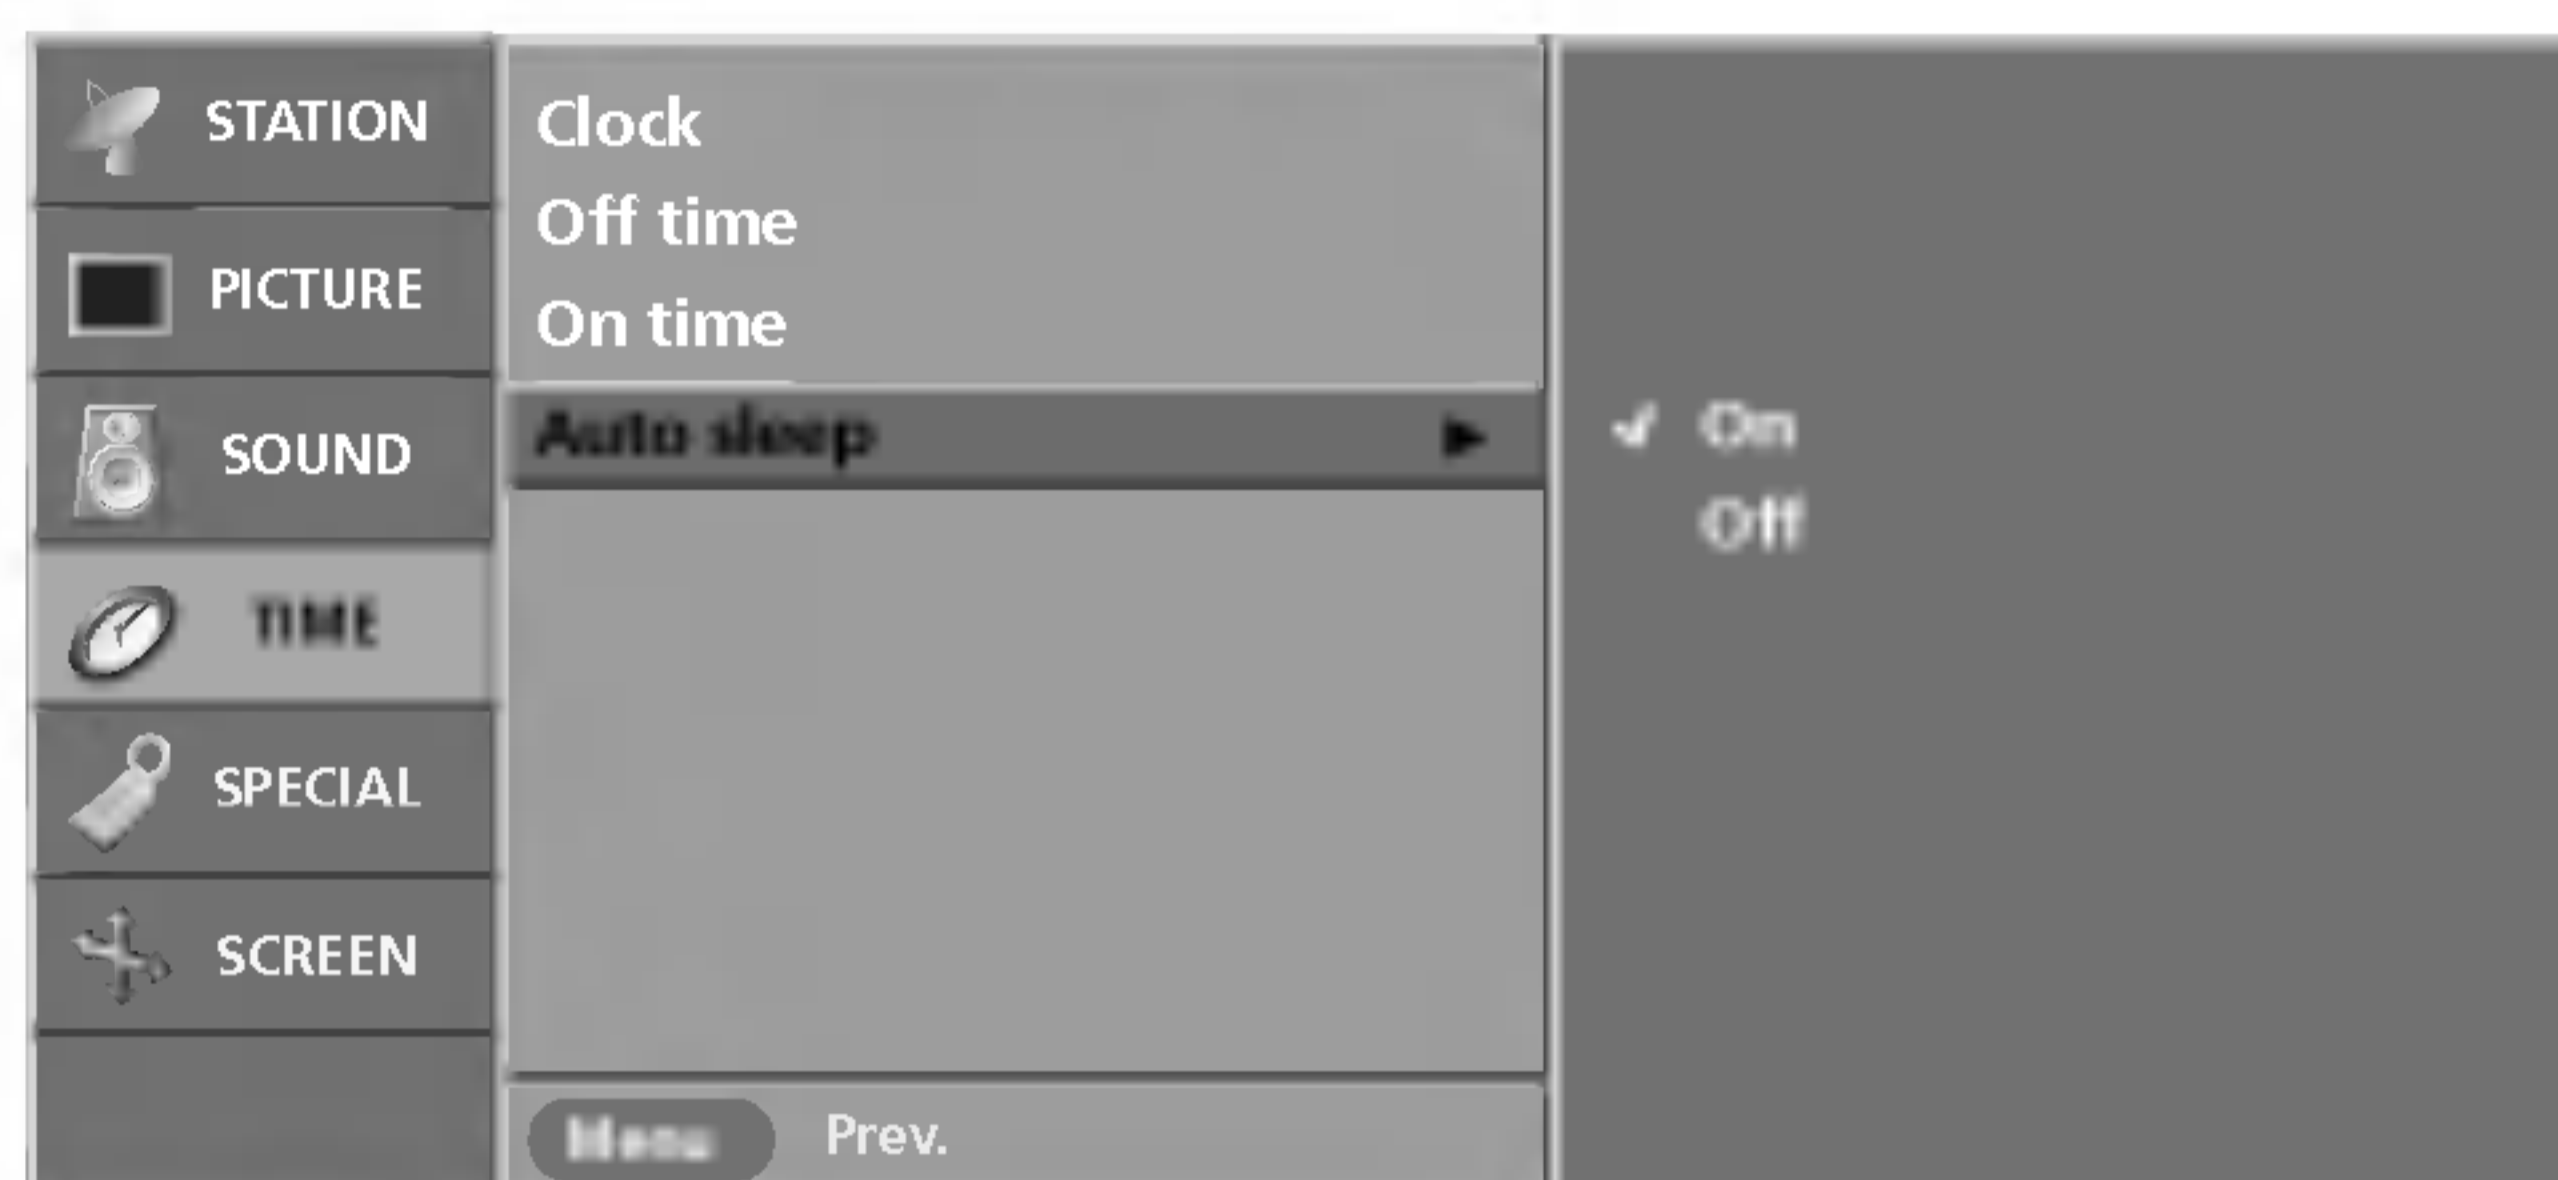 STATION
PICTURE
SOUND
TIME
SPECIAL
SCREEN
Clock
Off time
On time
Auto sleep
✔ On
Off
Menu Prev.